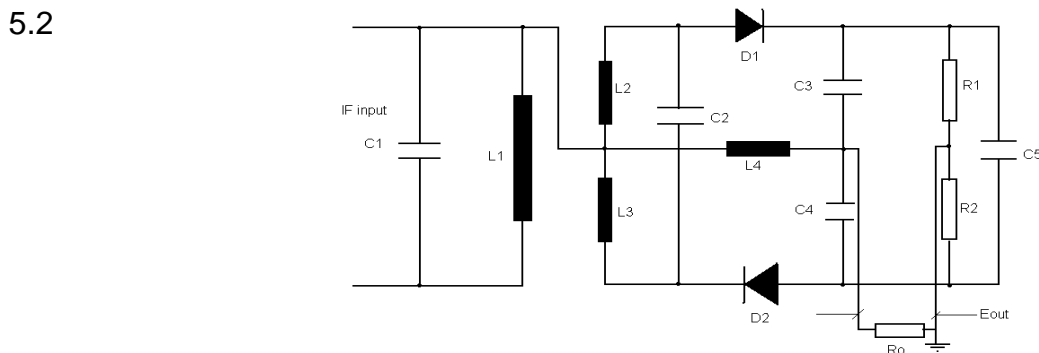 5.2
D1
L2
C3
R1
IF input
C2
C1
L1
C5
L4
L3
C4
R2
D2
Eout
Ro